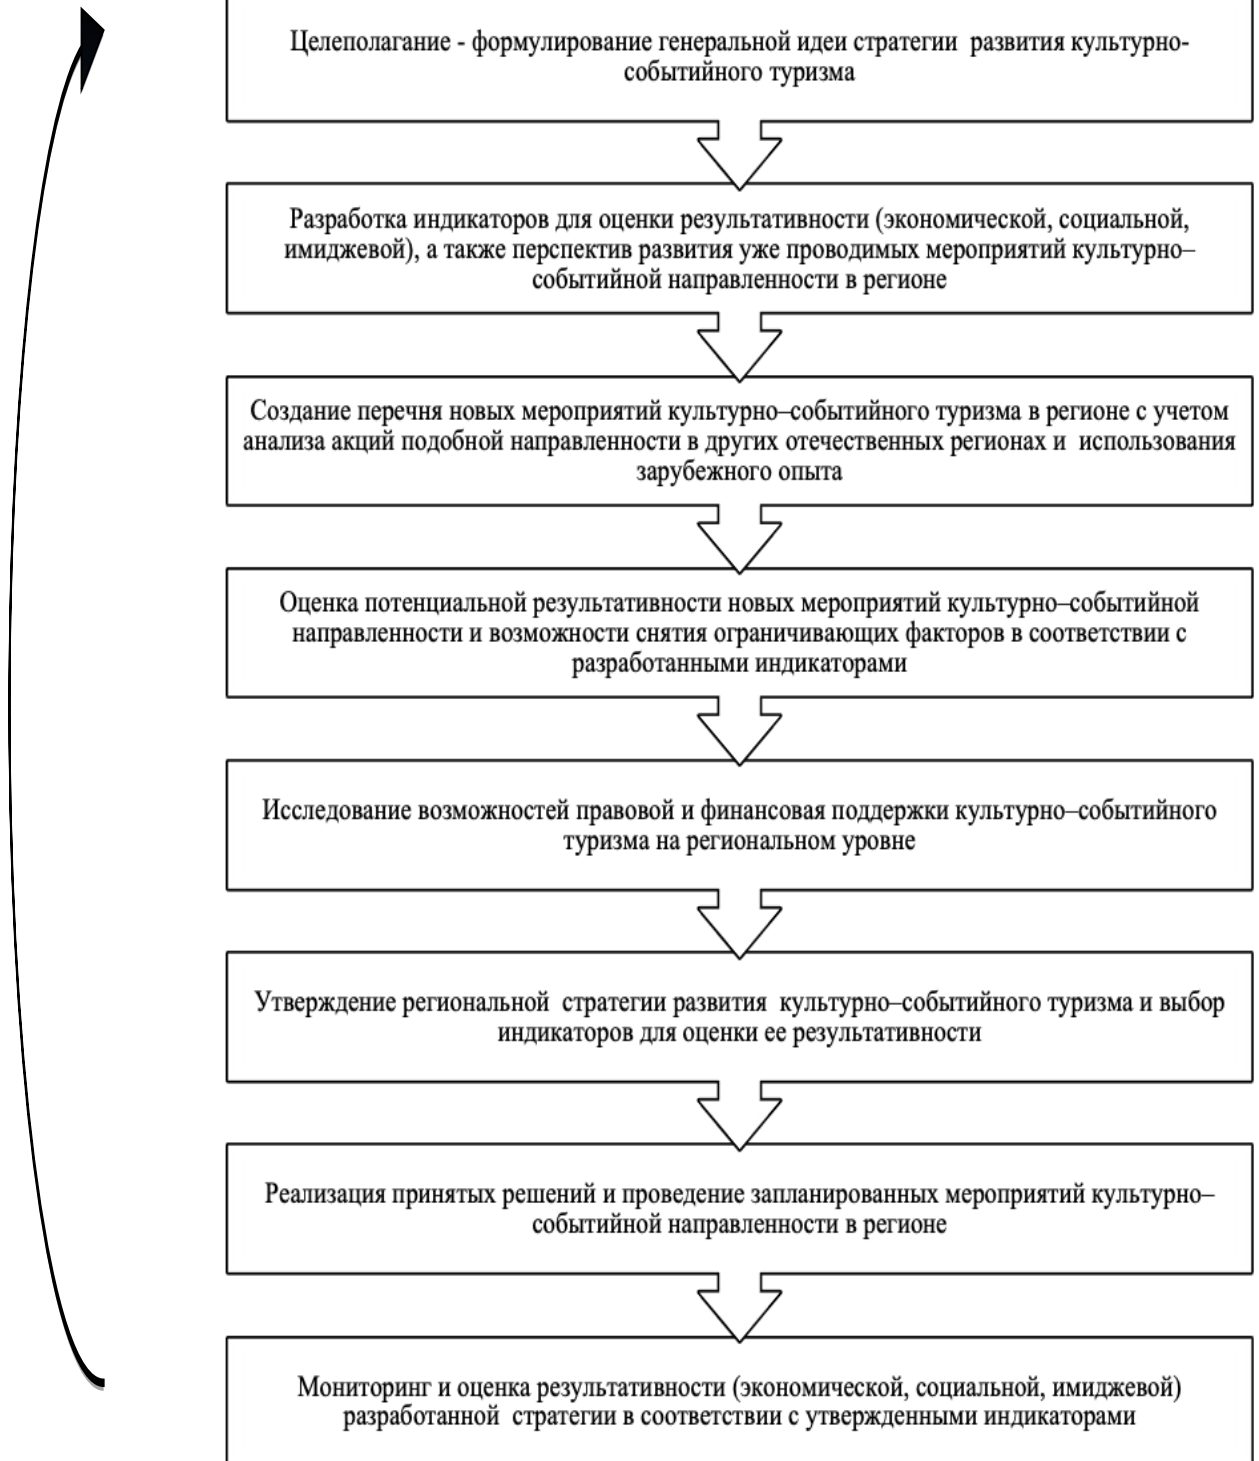 Целеполагание - формулирование генеральной идеи стратегии  развития культурно-
событийного туризма
Разработка индикаторов для оценки результативности (экономической, социальной,
имиджевой), а также перспектив развития уже проводимых мероприятий культурно–
событийной направленности в регионе
Создание перечня новых мероприятий культурно–событийного туризма в регионе с учетом
анализа акций подобной направленности в других отечественных регионах и  использования
зарубежного опыта
Оценка потенциальной результативности новых мероприятий культурно–событийной
направленности и возможности снятия ограничивающих факторов в соответствии с
разработанными индикаторами
Исследование возможностей правовой и финансовая поддержки культурно–событийного
туризма на региональном уровне
Утверждение региональной  стратегии развития  культурно–событийного туризма и выбор
индикаторов для оценки ее результативности
Реализация принятых решений и проведение запланированных мероприятий культурно–
событийной направленности в регионе
Мониторинг и оценка результативности (экономической, социальной, имиджевой)
разработанной  стратегии в соответствии с утвержденными индикаторами